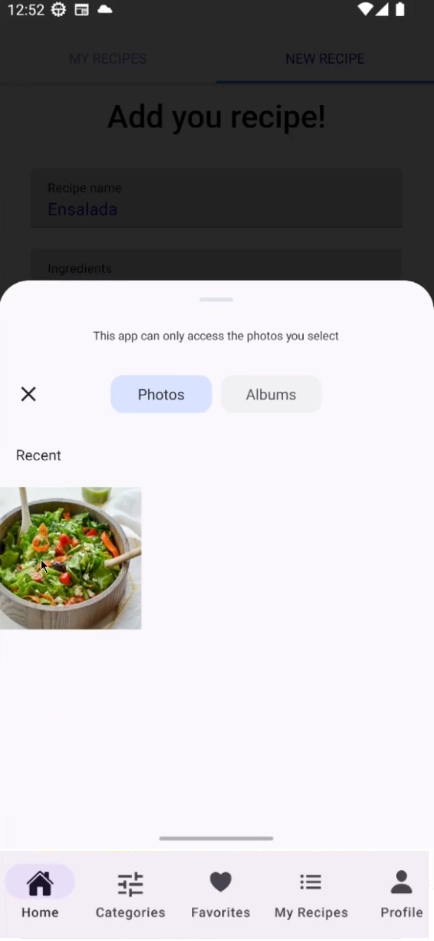 12:52
MY RECIPES NEW RECIPE
Add you recipe!
Recipe name
Ensalada
Ingredients
This app can only access the photos you select
Photos Albums
Recent
Home Categories Favorites My Recipes Profile